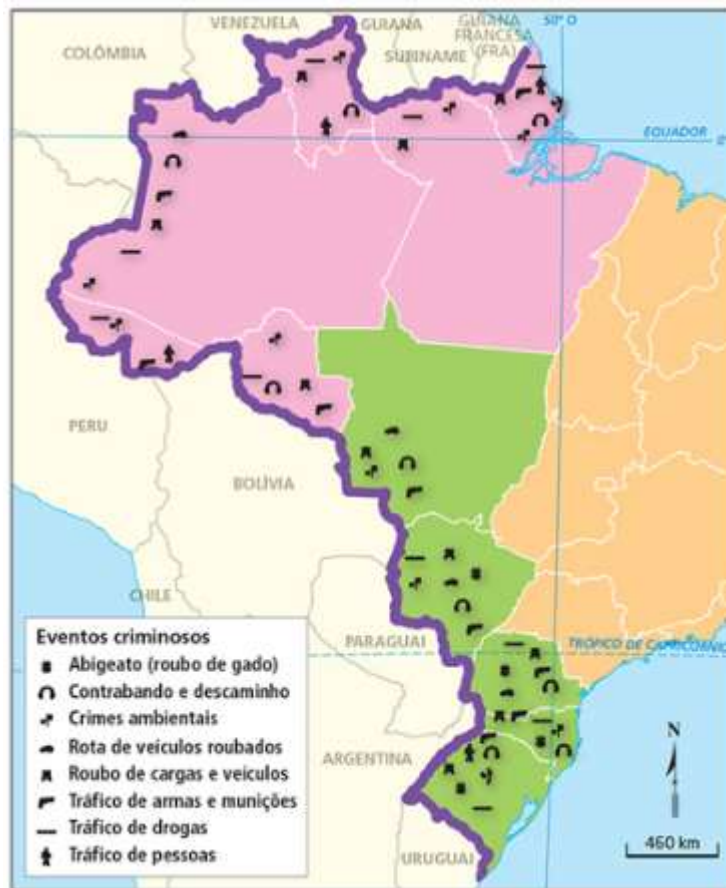 VENEZUELA
GUIANA
GUIANA
FRANCESA
(FRA)
50° O
COLÔMBIA
SURINAME
EQUADOR
0°
PERU
BOLÍVIA
CHILE
PARAGUAI
TRÓPICO DE CAPRICÓRNIO
ARGENTINA
URUGUAI
Eventos criminosos
Abigeato (roubo de gado)
Contrabando e descaminho
Crimes ambientais
Rota de veículos roubados
Roubo de cargas e veículos
Tráfico de armas e munições
Tráfico de drogas
Tráfico de pessoas
N
460 km